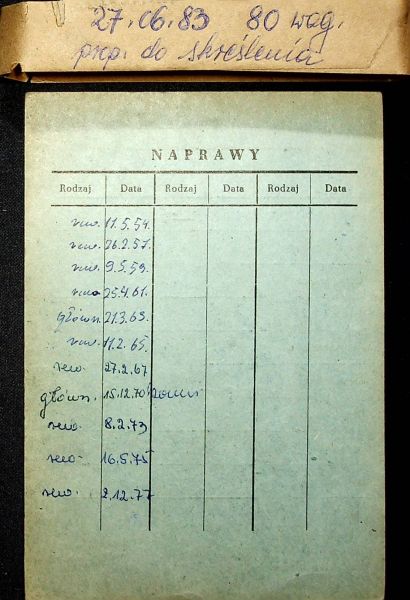 27.06.83 80 wag.
prop. do skreślenia
NAPRAWY
Rodzaj Data Rodzaj Data Rodzaj Data
rew. 11.5.54.
rew. 26.2.57.
rew. 9.5.59.
rew. 25.4.61.
główn. 21.3.63.
rew. 11.2.65.
rew. 27.2.67
główn. 15.12.70
rew. 8.2.73
rew. 16.5.75
rew. 2.12.77